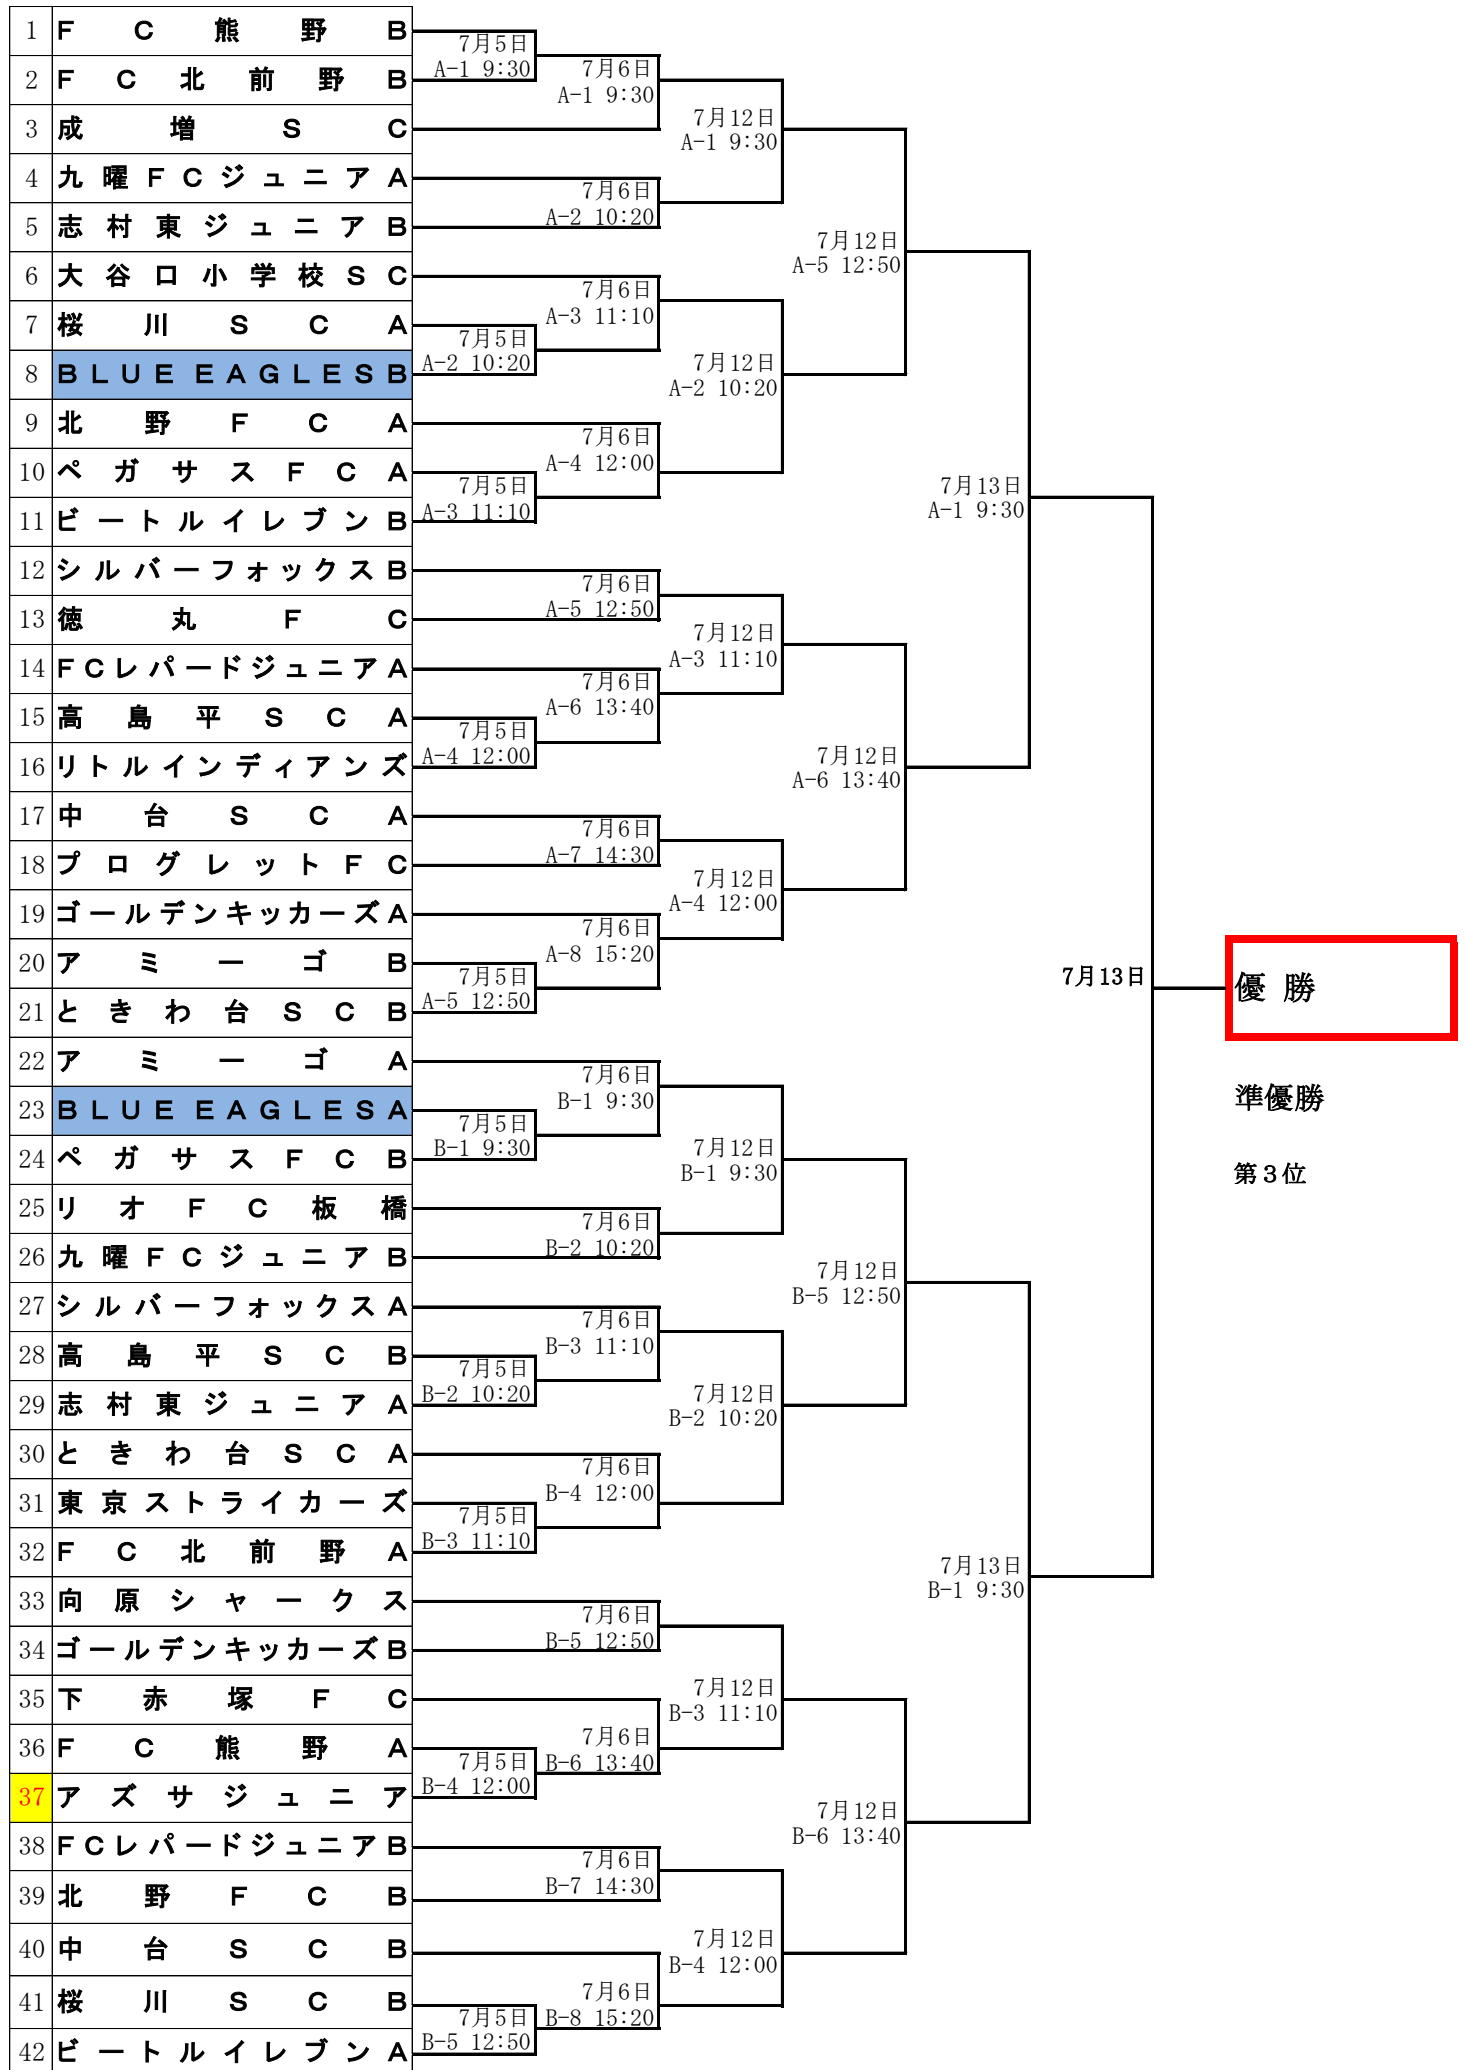 1 FC熊野B
2 FC北前野B
3 成増SC
4 九曜FCジュニアA
5 志村東ジュニアB
6 大谷口小学校SC
7 桜川SCA
8 BLUE EAGLESB
9 北野FCA
10 ペガサスFCA
11 ビートルイレブンB
12 シルバーフォックスB
13 徳丸FC
14 FCレパードジュニアA
15 高島平SCA
16 リトルインディアンズ
17 中台SCA
18 プログレットFC
19 ゴールデンキッカーズA
20 アミーゴB
21 ときわ台SCB
22 アミーゴA
23 BLUE EAGLESA
24 ペガサスFCB
25 リオFC板橋
26 九曜FCジュニアB
27 シルバーフォックスA
28 高島平SCB
29 志村東ジュニアA
30 ときわ台SCA
31 東京ストライカーズ
32 FC北前野A
33 向原シャークス
34 ゴールデンキッカーズB
35 下赤塚FC
36 FC熊野A
37 アズサジュニア
38 FCレパードジュニアB
39 北野FCB
40 中台SCB
41 桜川SCB
42 ビートルイレブンA
7月5日
A-1 9:30
7月5日
A-2 10:20
7月5日
A-3 11:10
7月5日
A-4 12:00
7月5日
A-5 12:50
7月5日
B-1 9:30
7月5日
B-2 10:20
7月5日
B-3 11:10
7月5日
B-4 12:00
7月5日
B-5 12:50
7月6日
A-1 9:30
7月6日
A-2 10:20
7月6日
A-3 11:10
7月6日
A-4 12:00
7月6日
A-5 12:50
7月6日
A-6 13:40
7月6日
A-7 14:30
7月6日
A-8 15:20
7月6日
B-1 9:30
7月6日
B-2 10:20
7月6日
B-3 11:10
7月6日
B-4 12:00
7月6日
B-5 12:50
7月6日
B-6 13:40
7月6日
B-7 14:30
7月6日
B-8 15:20
7月12日
A-1 9:30
7月12日
A-2 10:20
7月12日
A-3 11:10
7月12日
A-4 12:00
7月12日
B-1 9:30
7月12日
B-2 10:20
7月12日
B-3 11:10
7月12日
B-4 12:00
7月12日
A-5 12:50
7月12日
A-6 13:40
7月12日
B-5 12:50
7月12日
B-6 13:40
7月13日
A-1 9:30
7月13日
B-1 9:30
7月13日
優 勝
準優勝
第3位